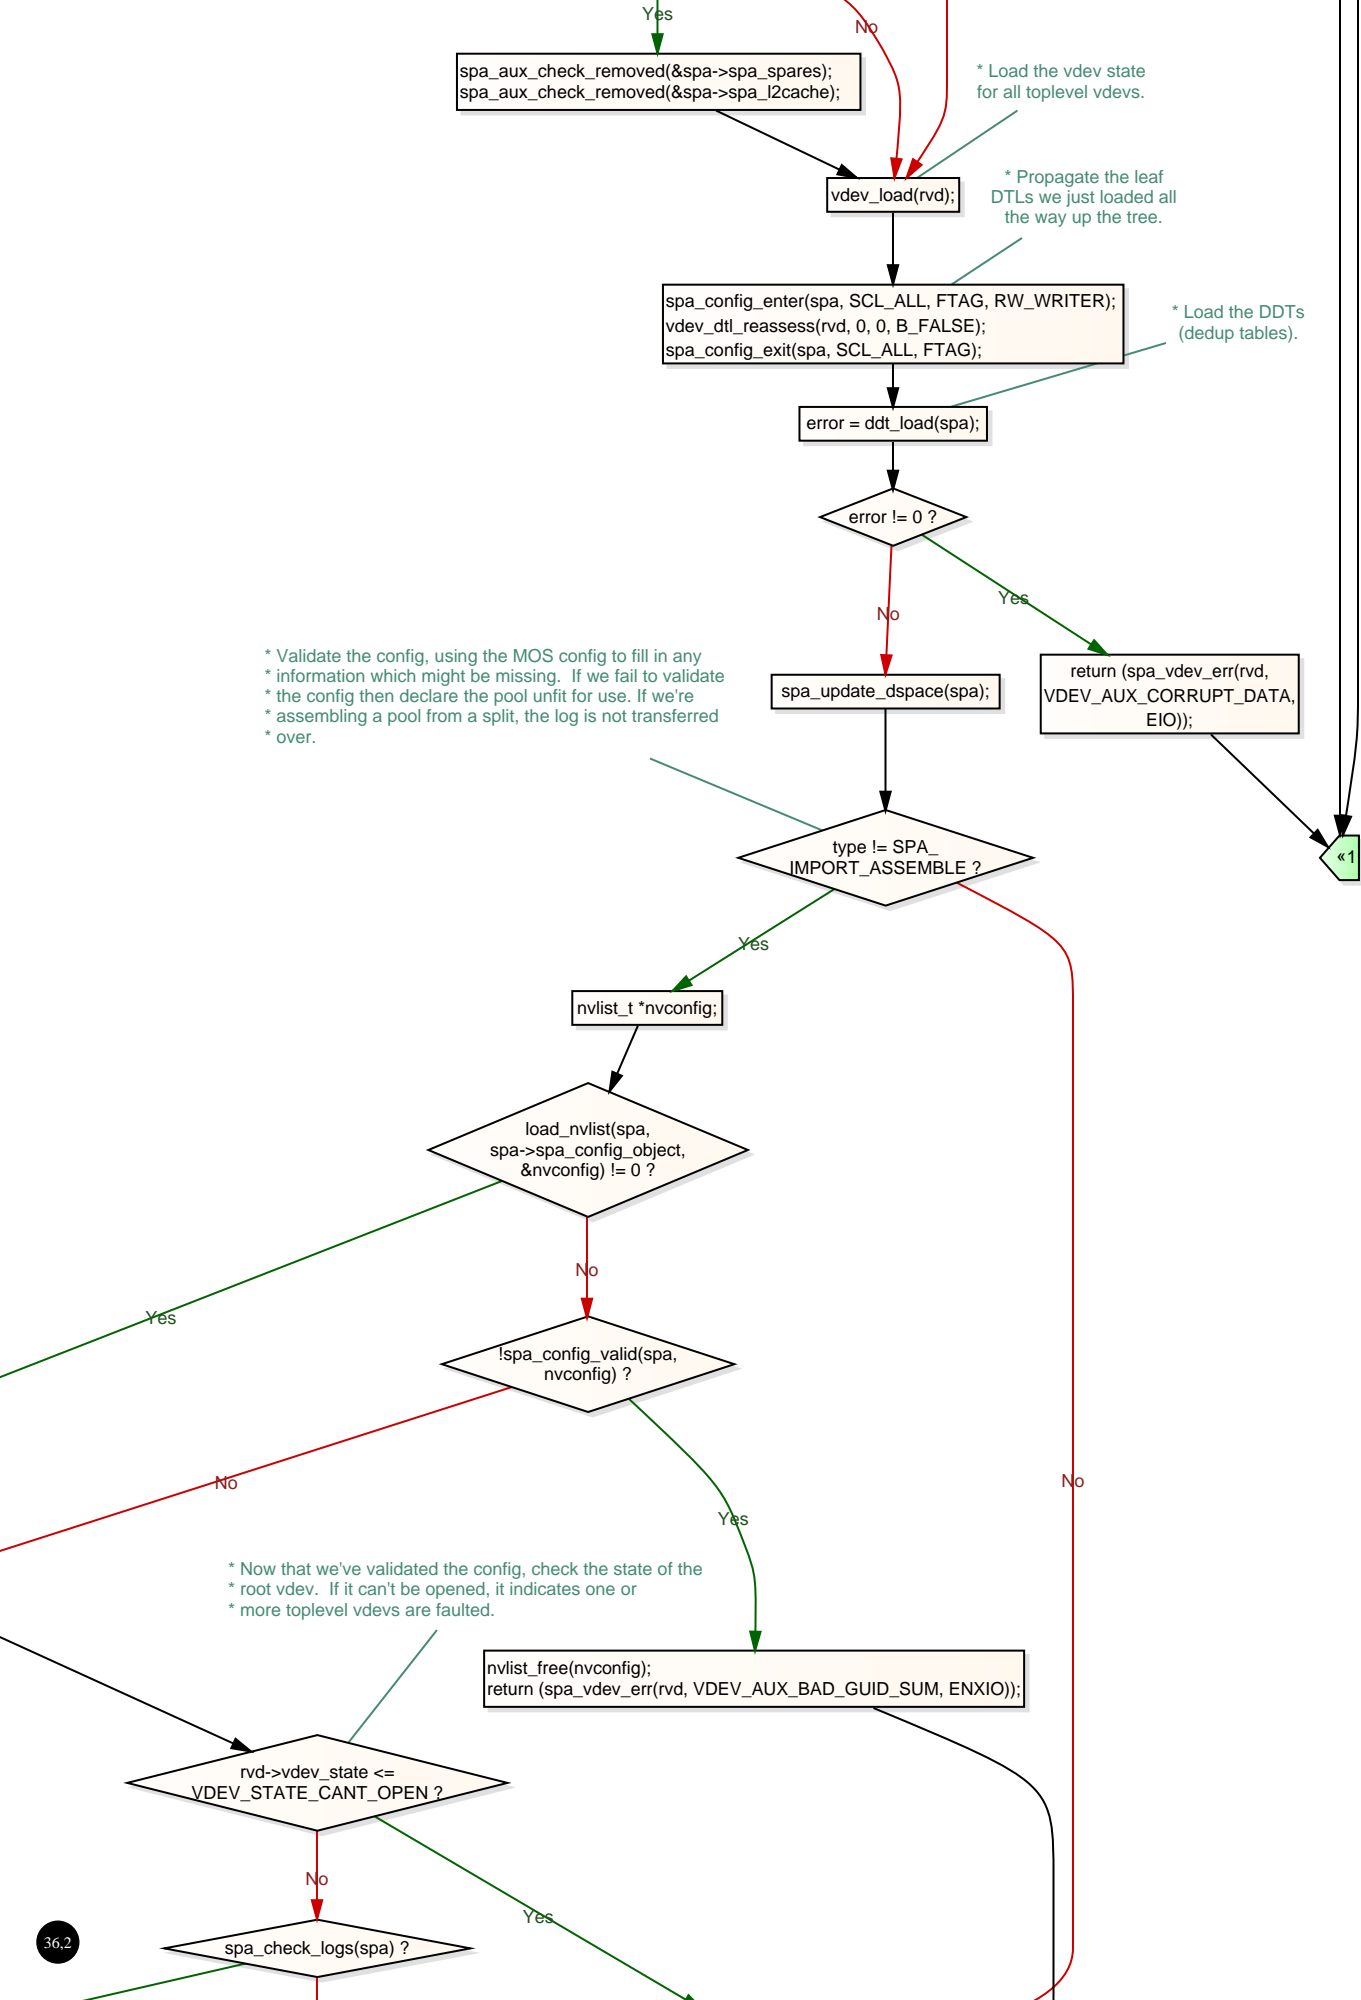 Yes
No
spa_aux_check_removed(&spa->spa_spares);
spa_aux_check_removed(&spa->spa_l2cache);
* Load the vdev state
for all toplevel vdevs.
vdev_load(rvd);
* Propagate the leaf
DTLs we just loaded all
the way up the tree.
spa_config_enter(spa, SCL_ALL, FTAG, RW_WRITER);
vdev_dtl_reassess(rvd, 0, 0, B_FALSE);
spa_config_exit(spa, SCL_ALL, FTAG);
* Load the DDTs
(dedup tables).
error = ddt_load(spa);
error != 0 ?
Yes
No
* Validate the config, using the MOS config to fill in any
* information which might be missing.  If we fail to validate
* the config then declare the pool unfit for use. If we're
* assembling a pool from a split, the log is not transferred
* over.
spa_update_dspace(spa);
return (spa_vdev_err(rvd,
VDEV_AUX_CORRUPT_DATA,
EIO));
type != SPA_
IMPORT_ASSEMBLE ?
«1
Yes
nvlist_t *nvconfig;
load_nvlist(spa,
spa->spa_config_object,
&nvconfig) != 0 ?
No
Yes
!spa_config_valid(spa,
nvconfig) ?
No
No
Yes
* Now that we've validated the config, check the state of the
* root vdev.  If it can't be opened, it indicates one or
* more toplevel vdevs are faulted.
nvlist_free(nvconfig);
return (spa_vdev_err(rvd, VDEV_AUX_BAD_GUID_SUM, ENXIO));
rvd->vdev_state <=
VDEV_STATE_CANT_OPEN ?
No
Yes
36,2
spa_check_logs(spa) ?